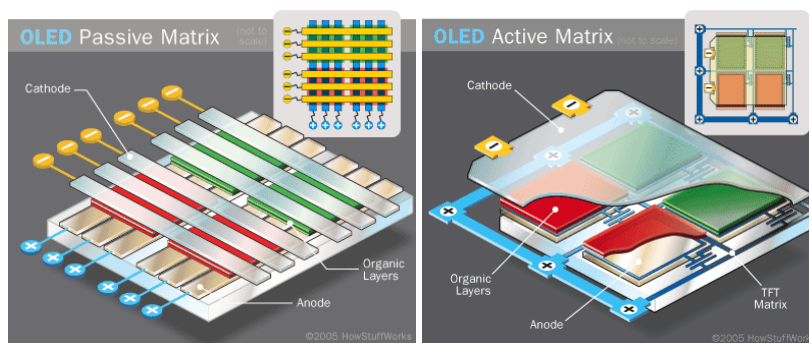 OLED Passive Matrix (not to
scale)
Cathode
Organic
Layers
Anode
©2005 HowStuffWorks
OLED Active Matrix (not to scale)
Cathode
Organic
Layers
Anode
TFT
Matrix
©2005 HowStuffWorks